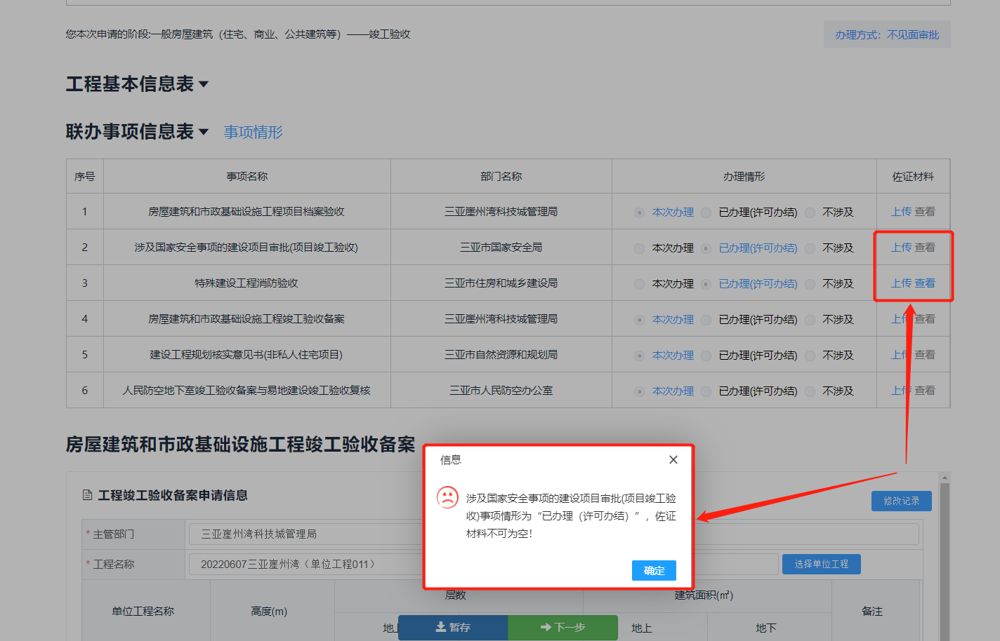 您本次申请的阶段:一般房屋建筑（住宅、商业、公共建筑等）——竣工验收
办理方式：不见面审批
工程基本信息表
联办事项信息表 事项情形
序号 事项名称 部门名称 办理情形 佐证材料
1 房屋建筑和市政基础设施工程项目档案验收 三亚崖州湾科技城管理局 本次办理 已办理(许可办结) 不涉及 上传 查看
2 涉及国家安全事项的建设项目审批(项目竣工验收) 三亚市国家安全局 本次办理 已办理(许可办结) 不涉及 上传 查看
3 特殊建设工程消防验收 三亚市住房和城乡建设局 本次办理 已办理(许可办结) 不涉及 上传 查看
4 房屋建筑和市政基础设施工程竣工验收备案 三亚崖州湾科技城管理局 本次办理 已办理(许可办结) 不涉及 上传 查看
5 建设工程规划核实意见书(非私人住宅项目) 三亚市自然资源和规划局 本次办理 已办理(许可办结) 不涉及 上传 查看
6 人民防空地下室竣工验收备案与易地建设竣工验收复核 三亚市人民防空办公室 本次办理 已办理(许可办结) 不涉及 上传 查看
房屋建筑和市政基础设施工程竣工验收备案
信息
涉及国家安全事项的建设项目审批(项目竣工验
收)事项情形为“已办理（许可办结）”，佐证
材料不可为空！
确定
工程竣工验收备案申请信息
修改记录
* 主管部门 三亚崖州湾科技城管理局
* 工程名称 20220607三亚崖州湾（单位工程011） 选择单位工程
单位工程名称 高度(m) 层数 建筑面积(㎡) 备注
地上 地上 地下
暂存 下一步